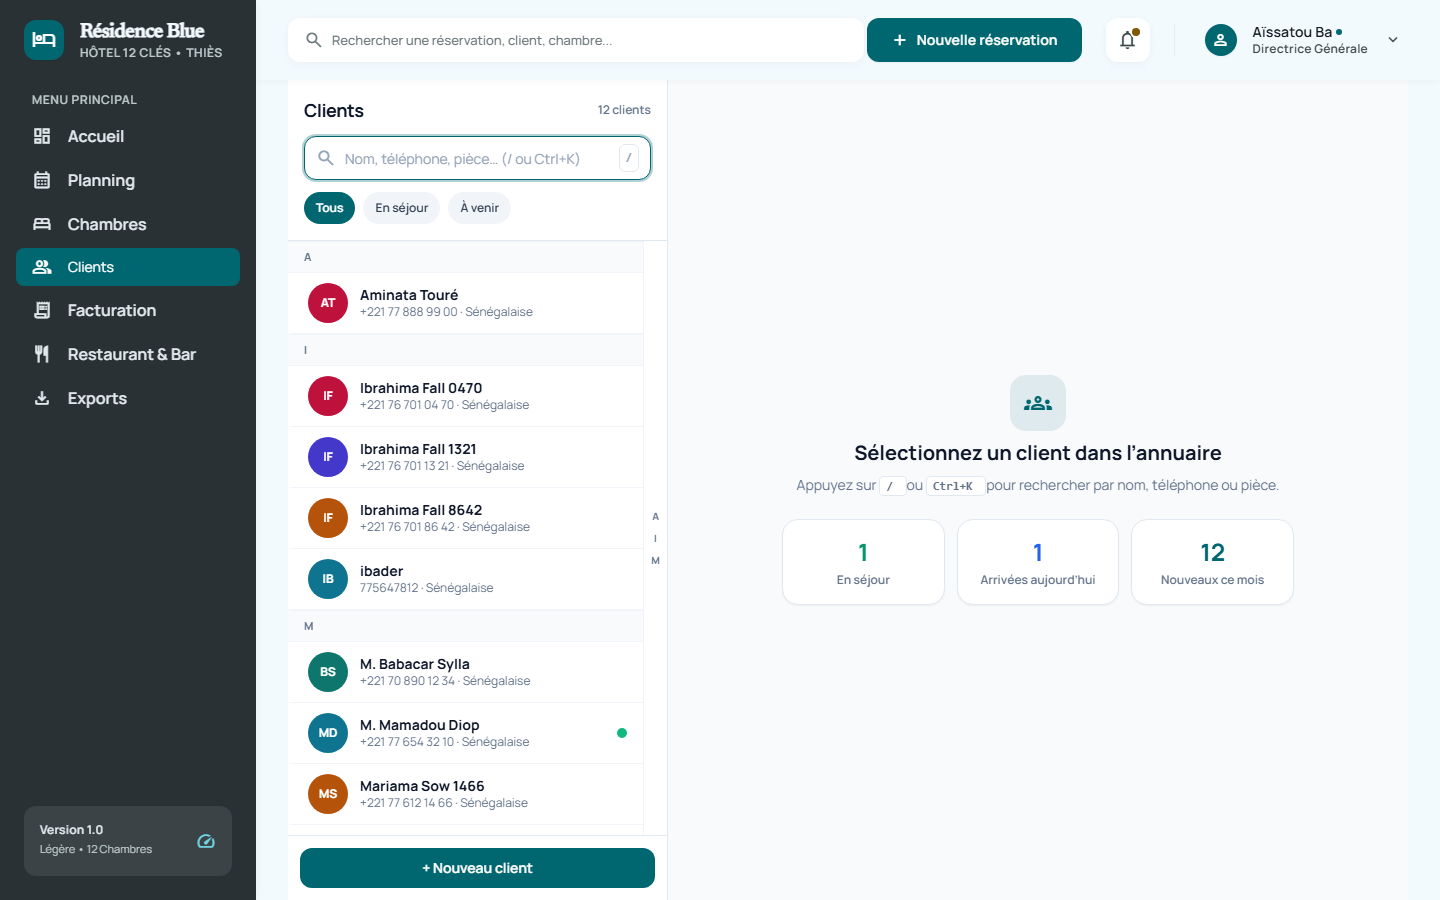 Résidence Blue
HÔTEL 12 CLÉS • THIÈS
MENU PRINCIPAL
Accueil
Planning
Chambres
Clients
Facturation
Restaurant & Bar
Exports
Version 1.0
Légère • 12 Chambres
Rechercher une réservation, client, chambre...
+ Nouvelle réservation
Aïssatou Ba
Directrice Générale
Clients
12 clients
Nom, téléphone, pièce... (/ ou Ctrl+K)
/
Tous
En séjour
À venir
A
AT
Aminata Touré
+221 77 888 99 00 · Sénégalaise
I
IF
Ibrahima Fall 0470
+221 76 701 04 70 · Sénégalaise
IF
Ibrahima Fall 1321
+221 76 701 13 21 · Sénégalaise
IF
Ibrahima Fall 8642
+221 76 701 86 42 · Sénégalaise
IB
ibader
775647812 · Sénégalaise
M
BS
M. Babacar Sylla
+221 70 890 12 34 · Sénégalaise
MD
M. Mamadou Diop
+221 77 654 32 10 · Sénégalaise
MS
Mariama Sow 1466
+221 77 612 14 66 · Sénégalaise
A
I
M
+ Nouveau client
Sélectionnez un client dans l'annuaire
Appuyez sur / ou Ctrl+K pour rechercher par nom, téléphone ou pièce.
1
En séjour
1
Arrivées aujourd'hui
12
Nouveaux ce mois